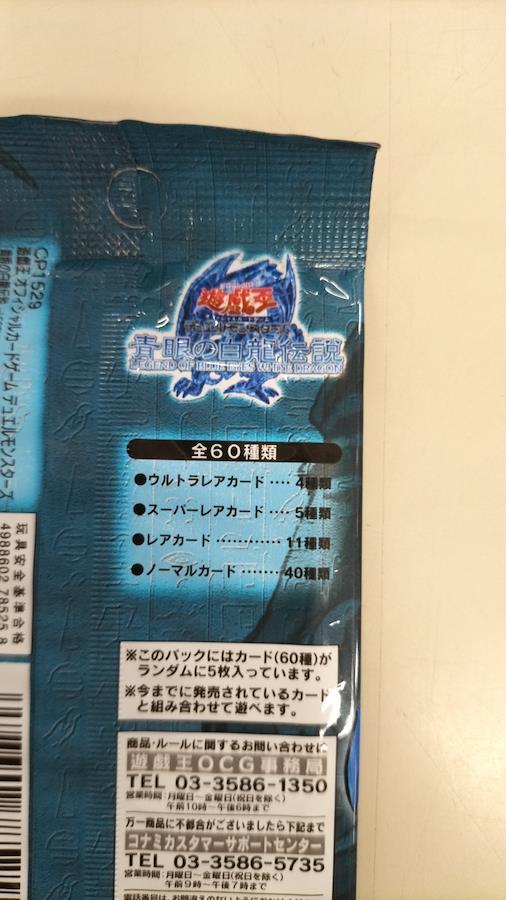 遊戯王
デュエルモンスターズ
青眼の白龍伝説
LEGEND OF BLUE EYES WHITE DRAGON
全60種類
●ウルトラレアカード････ 4種類
●スーパーレアカード････ 5種類
●レアカード･･･････････11種類
●ノーマルカード･･･････40種類
※このパックにはカード(60種)が
ランダムに5枚入っています。
※今までに発売されているカード
と組み合わせて遊べます。
商品・ルールに関するお問い合わせは
遊戯王OCG事務局
TEL 03-3586-1350
営業時間:月曜日~金曜日(祝日を除く)
午前10時~午後6時まで
万一商品に不都合がございましたら下記まで
コナミカスタマーサポートセンター
TEL 03-3586-5735
営業時間:月曜日~金曜日(祝日を除く)
午前9時~午後7時まで
CP1529
遊戯王 オフィシャルカードゲーム デュエルモンスターズ
玩具安全基準合格
4988602 78525 8